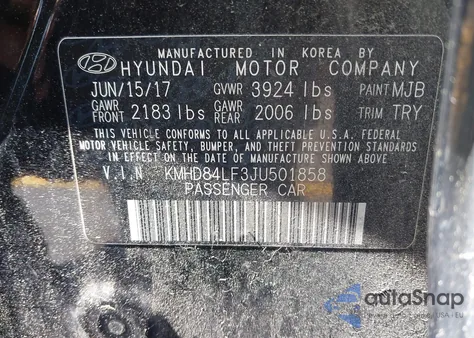 MANUFACTURED IN KOREA BY
HYUNDAI MOTOR COMPANY
JUN/15/17 GVWR 3924 lbs PAINT MJB
GAWR FRONT 2183 lbs GAWR REAR 2006 lbs TRIM TRY
THIS VEHICLE CONFORMS TO ALL APPLICABLE U.S.A. FEDERAL
MOTOR VEHICLE SAFETY, BUMPER, AND THEFT PREVENTION STANDARDS
IN EFFECT ON THE DATE OF MANUFACTURE SHOWN ABOVE.
V.I.N KMHD84LF3JU501858
PASSENGER CAR
autoSnap